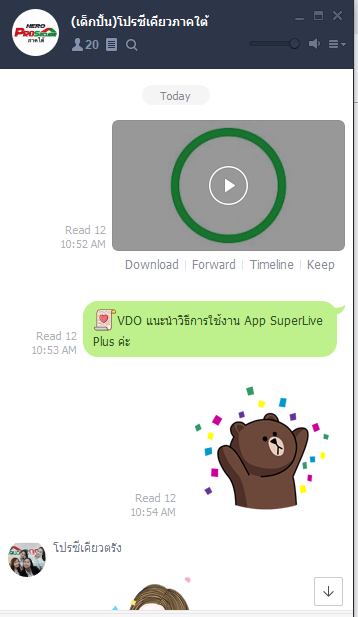 (เด็กปั้น)โปรซีเคียวภาคใต้
HERO
PROSECURE
ภาคใต้
20
Today
Read 12
10:52 AM
Download | Forward | Timeline | Keep
VDO แนะนำวิธีการใช้งาน App SuperLive
Plus ค่ะ
Read 12
10:53 AM
Read 12
10:54 AM
โปรซีเคียวตรัง